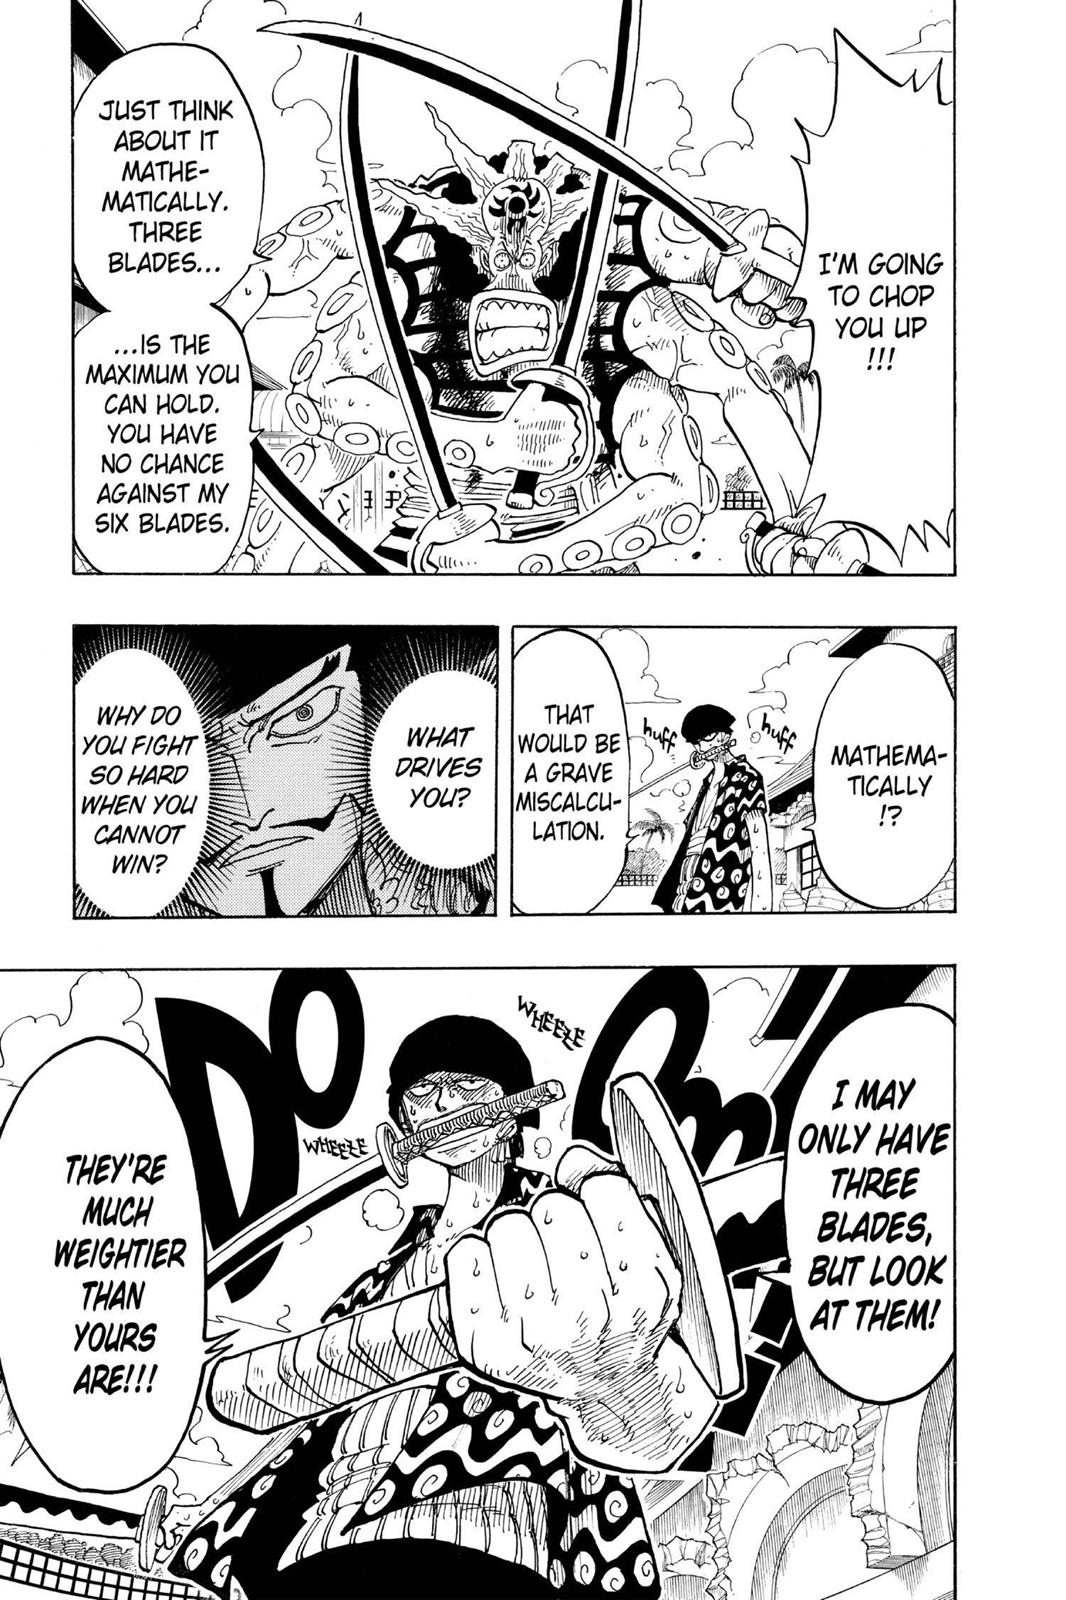 I'M GOING
TO CHOP
YOU UP
!!!
JUST THINK
ABOUT IT
MATHE-
MATICALLY.
THREE
BLADES...
...IS THE
MAXIMUM YOU
CAN HOLD.
YOU HAVE
NO CHANCE
AGAINST MY
SIX BLADES.
MATHEMA-
TICALLY
!?
huff
huff
THAT
WOULD BE
A GRAVE
MISCALCU-
LATION.
WHAT
DRIVES
YOU?
WHY DO
YOU FIGHT
SO HARD
WHEN YOU
CANNOT
WIN?
I MAY
ONLY HAVE
THREE
BLADES,
BUT LOOK
AT THEM!
WHEEZE
WHEEZE
DOOM
THEY'RE
MUCH
WEIGHTIER
THAN
YOURS
ARE!!!